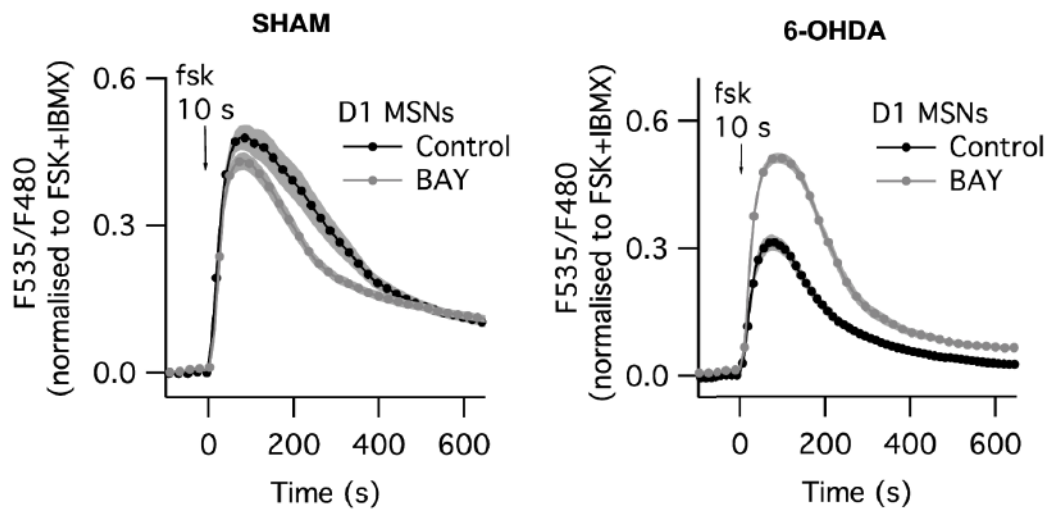 SHAM
F535/F480
(normalised to FSK+IBMX)
0.6
0.3
0.0
fsk
10 s
D1 MSNs
Control
BAY
0
200
400
600
Time (s)
6-OHDA
F535/F480
(normalised to FSK+IBMX)
0.6
0.3
0.0
fsk
10 s
D1 MSNs
Control
BAY
0
200
400
600
Time (s)